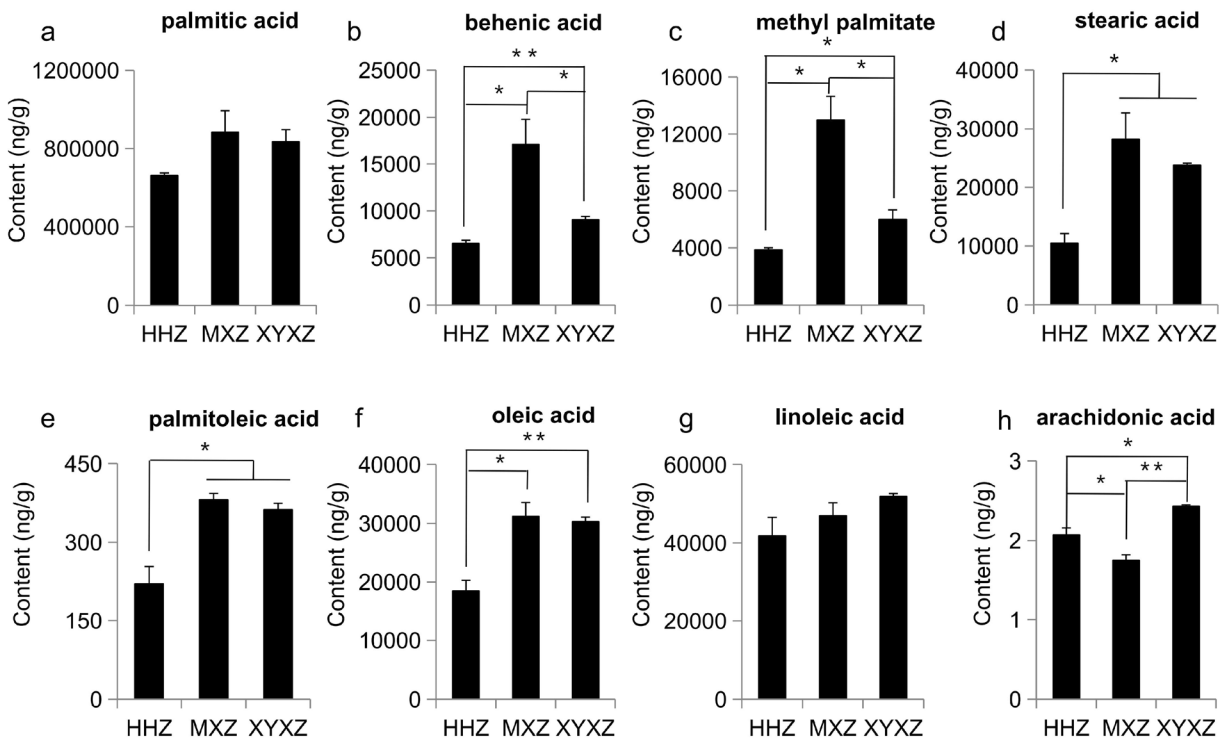 a palmitic acid
Content (ng/g)
1200000
800000
400000
0
HHZ MXZ XYXZ
b behenic acid
Content (ng/g)
25000
20000
15000
10000
5000
0
** 
* *
HHZ MXZ XYXZ
c methyl palmitate
Content (ng/g)
16000
12000
8000
4000
0
*
* *
HHZ MXZ XYXZ
d stearic acid
Content (ng/g)
40000
30000
20000
10000
0
*
HHZ MXZ XYXZ
e palmitoleic acid
Content (ng/g)
450
300
150
0
*
HHZ MXZ XYXZ
f oleic acid
Content (ng/g)
40000
30000
20000
10000
0
**
*
HHZ MXZ XYXZ
g linoleic acid
Content (ng/g)
60000
40000
20000
0
HHZ MXZ XYXZ
h arachidonic acid
Content (ng/g)
3
2
1
0
*
* **
HHZ MXZ XYXZ